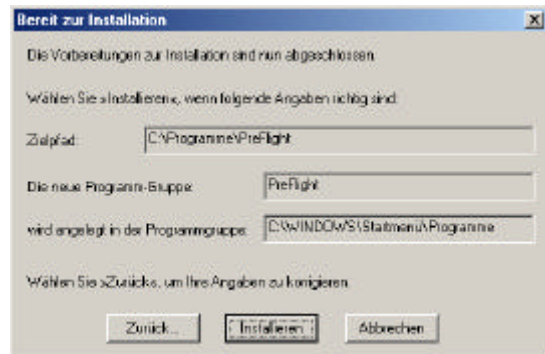 Bereit zur Installation
Die Vorbereitungen zur Installation sind nun abgeschlossen.
Wählen Sie »Installieren«, wenn folgende Angaben richtig sind:
Zielpfad: C:\Programme\PreFlight
Die neue Programm-Gruppe: PreFlight
wird angelegt in der Programmgruppe: C:\WINDOWS\Startmenü\Programme
Wählen Sie »Zurück«, um Ihre Angaben zu korrigieren.
Zurück... Installieren Abbrechen